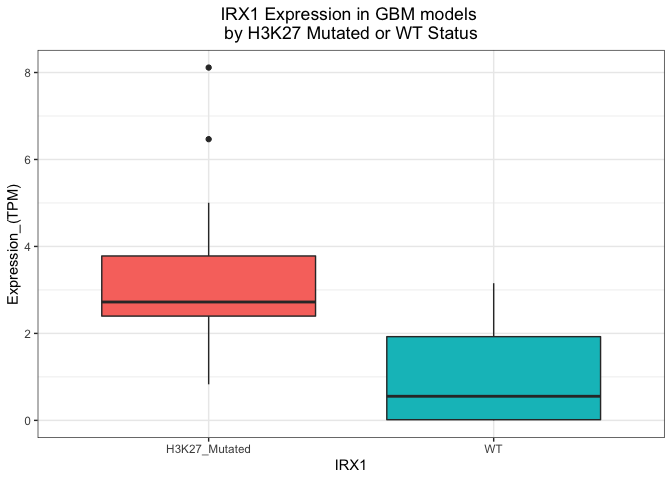 IRX1 Expression in GBM models
by H3K27 Mutated or WT Status
Expression_(TPM)
8
6
4
2
0
H3K27_Mutated
WT
IRX1